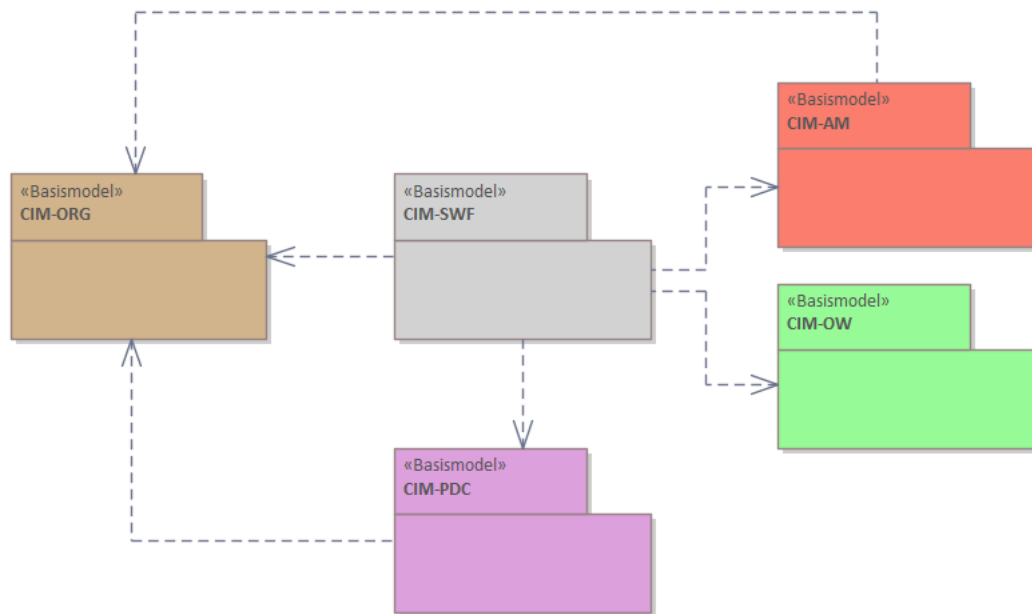 «Basismodel»
CIM-AM
«Basismodel»
CIM-ORG
«Basismodel»
CIM-SWF
«Basismodel»
CIM-OW
«Basismodel»
CIM-PDC